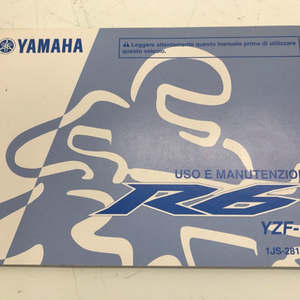 YAMAHA
⚠ Leggere attentamente questo manuale prima di utilizzare
questo veicolo.
USO E MANUTENZIO
R6
YZF-
1JS-281